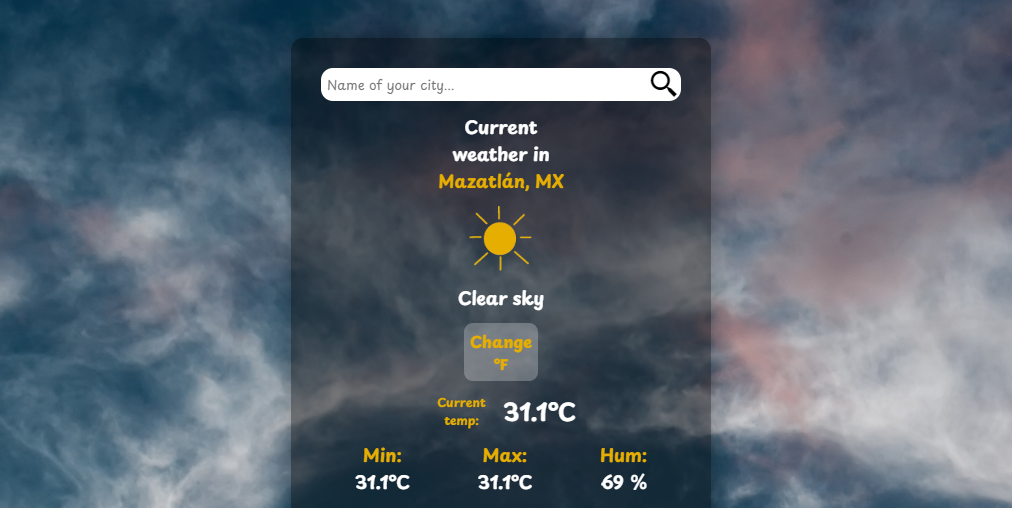 Name of your city...
Current
weather in
Mazatlán, MX
Clear sky
Change
°F
Current
temp:
31.1°C
Min:
Max:
Hum:
31.1°C
31.1°C
69 %